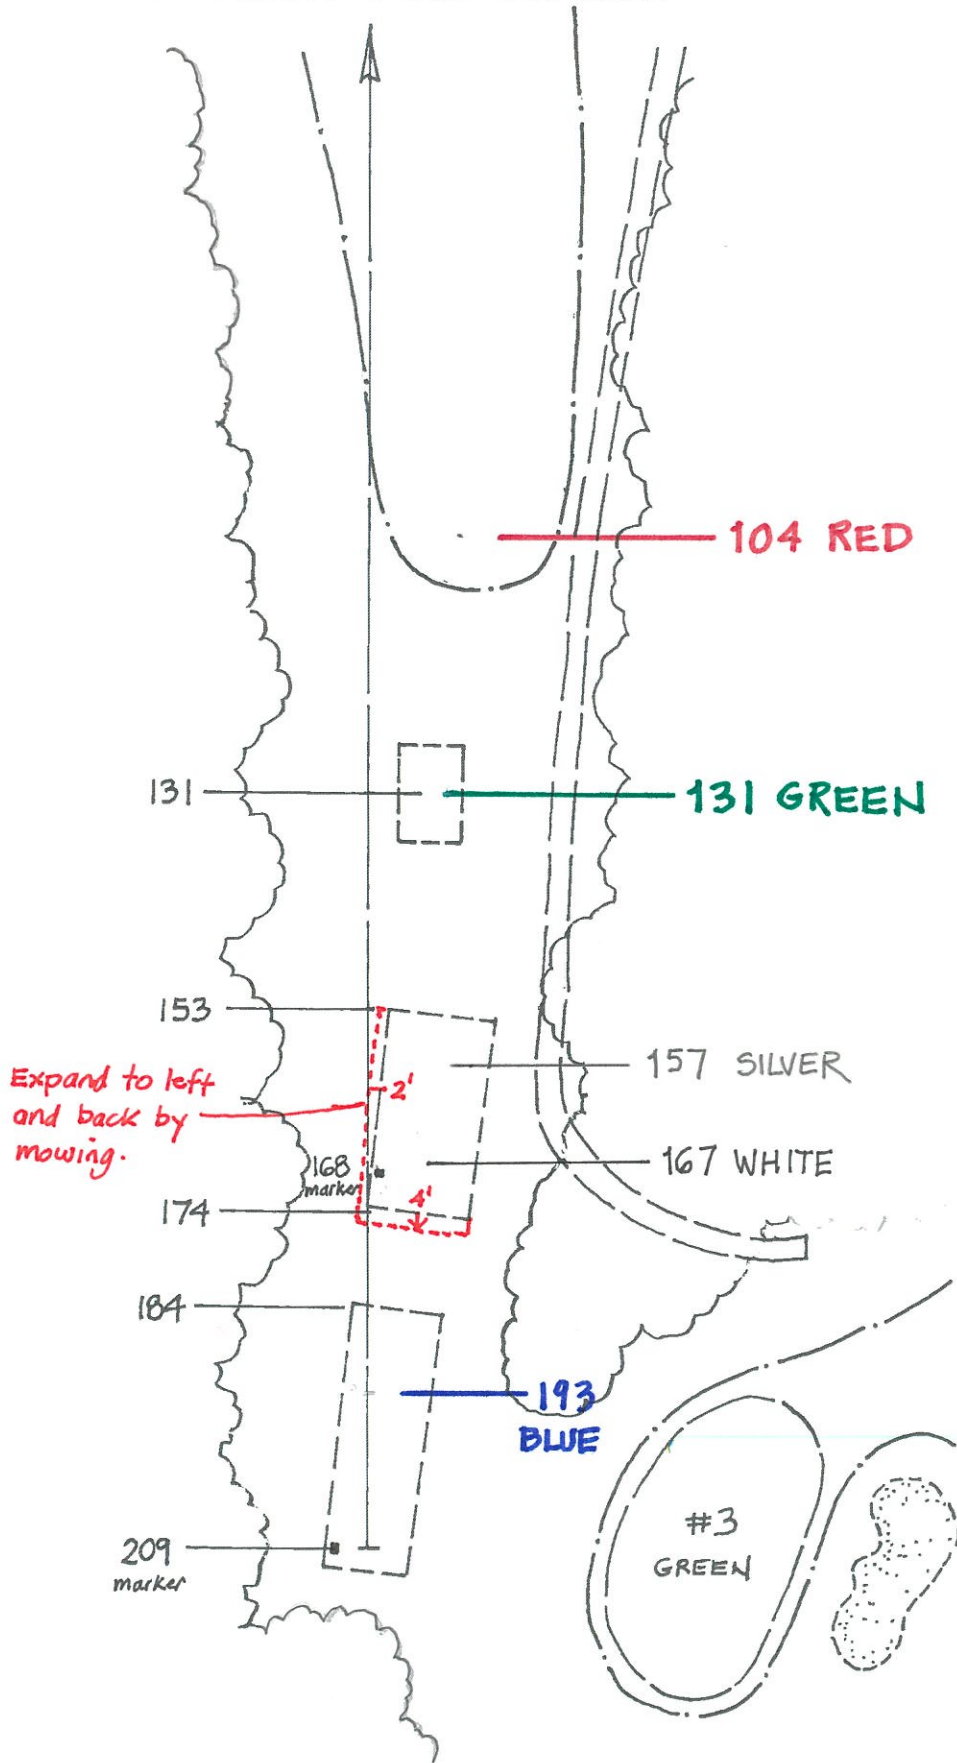 104 RED
131
131 GREEN
153
157 SILVER
Expand to left
and back by
mowing.
2'
168
marker
167 WHITE
174
4'
184
193
BLUE
209
marker
#3
GREEN